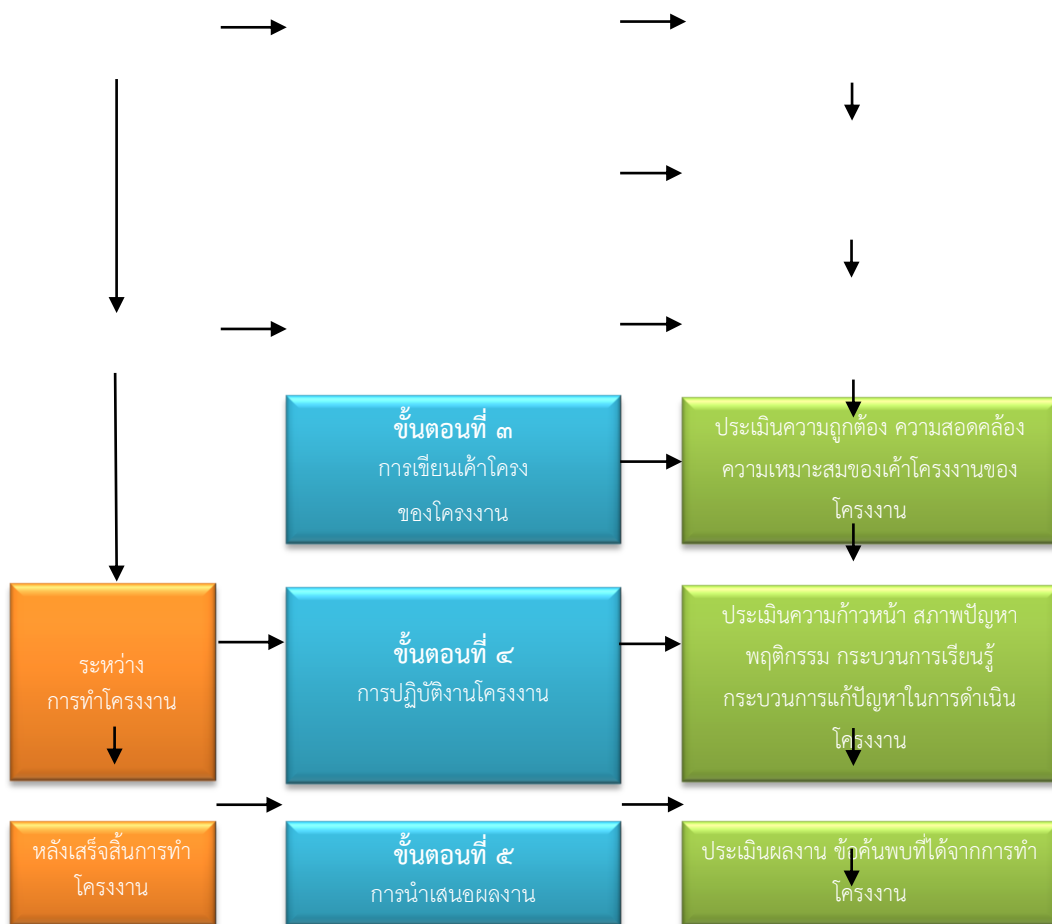 ขั้นตอนที่ ๓
การเขียนเค้าโครง
ของโครงงาน
ประเมินความถูกต้อง ความสอดคล้อง
ความเหมาะสมของเค้าโครงงานของ
โครงงาน
ระหว่าง
การทำโครงงาน
ขั้นตอนที่ ๔
การปฏิบัติงานโครงงาน
ประเมินความก้าวหน้า สภาพปัญหา
พฤติกรรม กระบวนการเรียนรู้
กระบวนการแก้ปัญหาในการดำเนิน
โครงงาน
หลังเสร็จสิ้นการทำ
โครงงาน
ขั้นตอนที่ ๕
การนำเสนอผลงาน
ประเมินผลงาน ข้อค้นพบที่ได้จากการทำ
โครงงาน